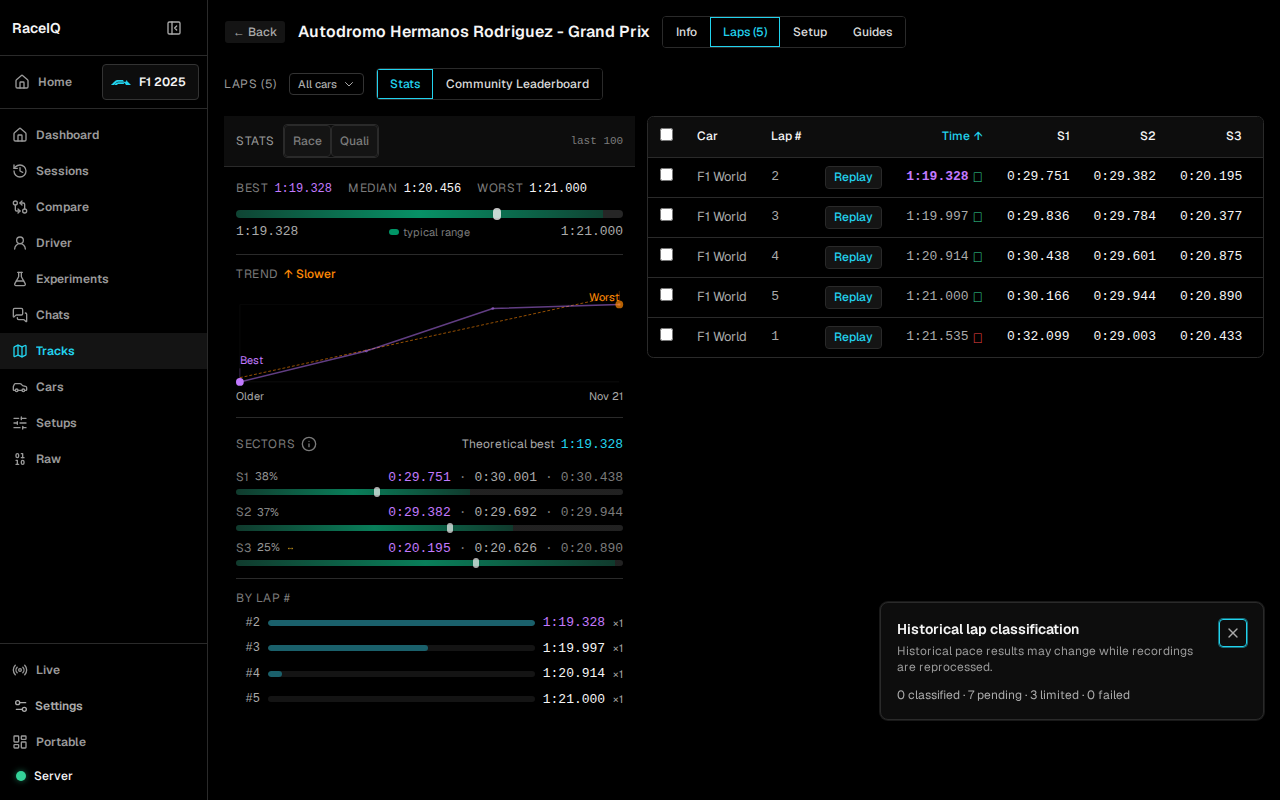 RaceIQ
Home
F1 2025
Dashboard
Sessions
Compare
Driver
Experiments
Chats
Tracks
Cars
Setups
Raw
Live
Settings
Portable
Server
← Back
Autodromo Hermanos Rodriguez - Grand Prix
Info
Laps (5)
Setup
Guides
LAPS (5)
All cars
Stats
Community Leaderboard
STATS
Race
Quali
last 100
BEST 1:19.328 MEDIAN 1:20.456 WORST 1:21.000
1:19.328 typical range 1:21.000
TREND ↑ Slower
Worst
Best
Older Nov 21
SECTORS Theoretical best 1:19.328
S1 38% 0:29.751 · 0:30.001 · 0:30.438
S2 37% 0:29.382 · 0:29.692 · 0:29.944
S3 25% ↔ 0:20.195 · 0:20.626 · 0:20.890
BY LAP #
#2 1:19.328 ×1
#3 1:19.997 ×1
#4 1:20.914 ×1
#5 1:21.000 ×1
Car Lap # Time ↑ S1 S2 S3
F1 World 2 Replay 1:19.328 0:29.751 0:29.382 0:20.195
F1 World 3 Replay 1:19.997 0:29.836 0:29.784 0:20.377
F1 World 4 Replay 1:20.914 0:30.438 0:29.601 0:20.875
F1 World 5 Replay 1:21.000 0:30.166 0:29.944 0:20.890
F1 World 1 Replay 1:21.535 0:32.099 0:29.003 0:20.433
Historical lap classification
Historical pace results may change while recordings
are reprocessed.
0 classified · 7 pending · 3 limited · 0 failed